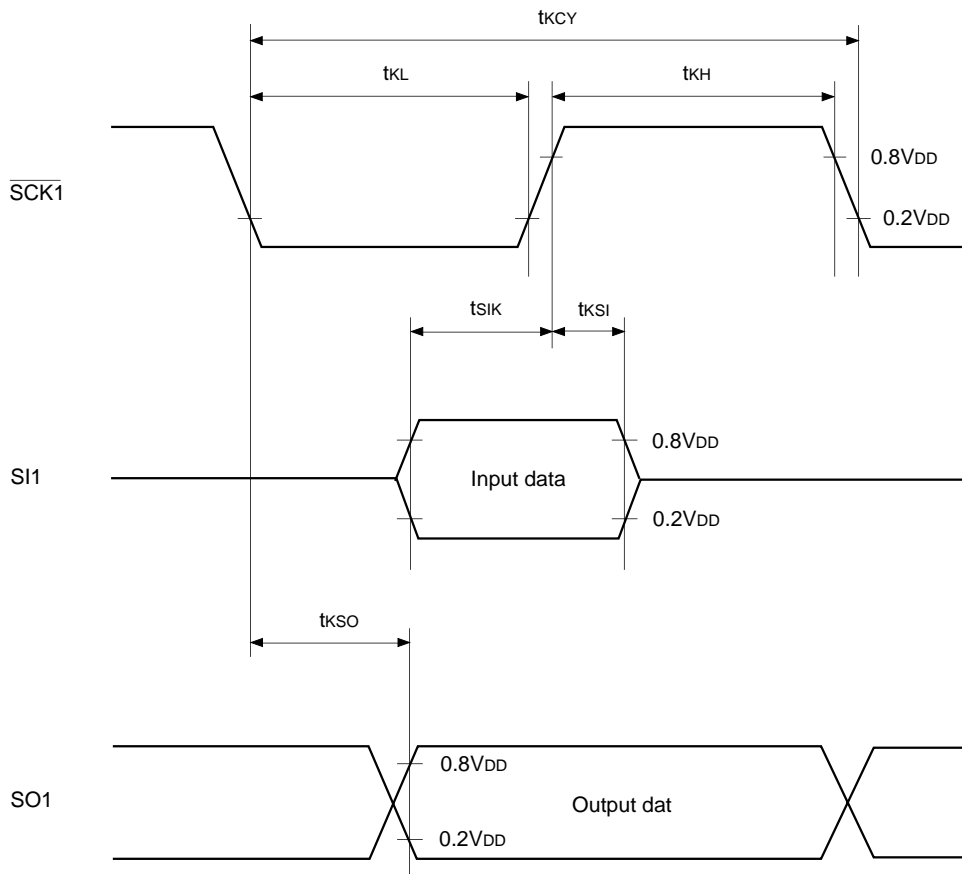 tKCY
tKL
tKH
SCK1
0.8VDD
0.2VDD
tSIK
tKSI
SI1
Input data
0.8VDD
0.2VDD
tKSO
SO1
0.8VDD
Output dat
0.2VDD